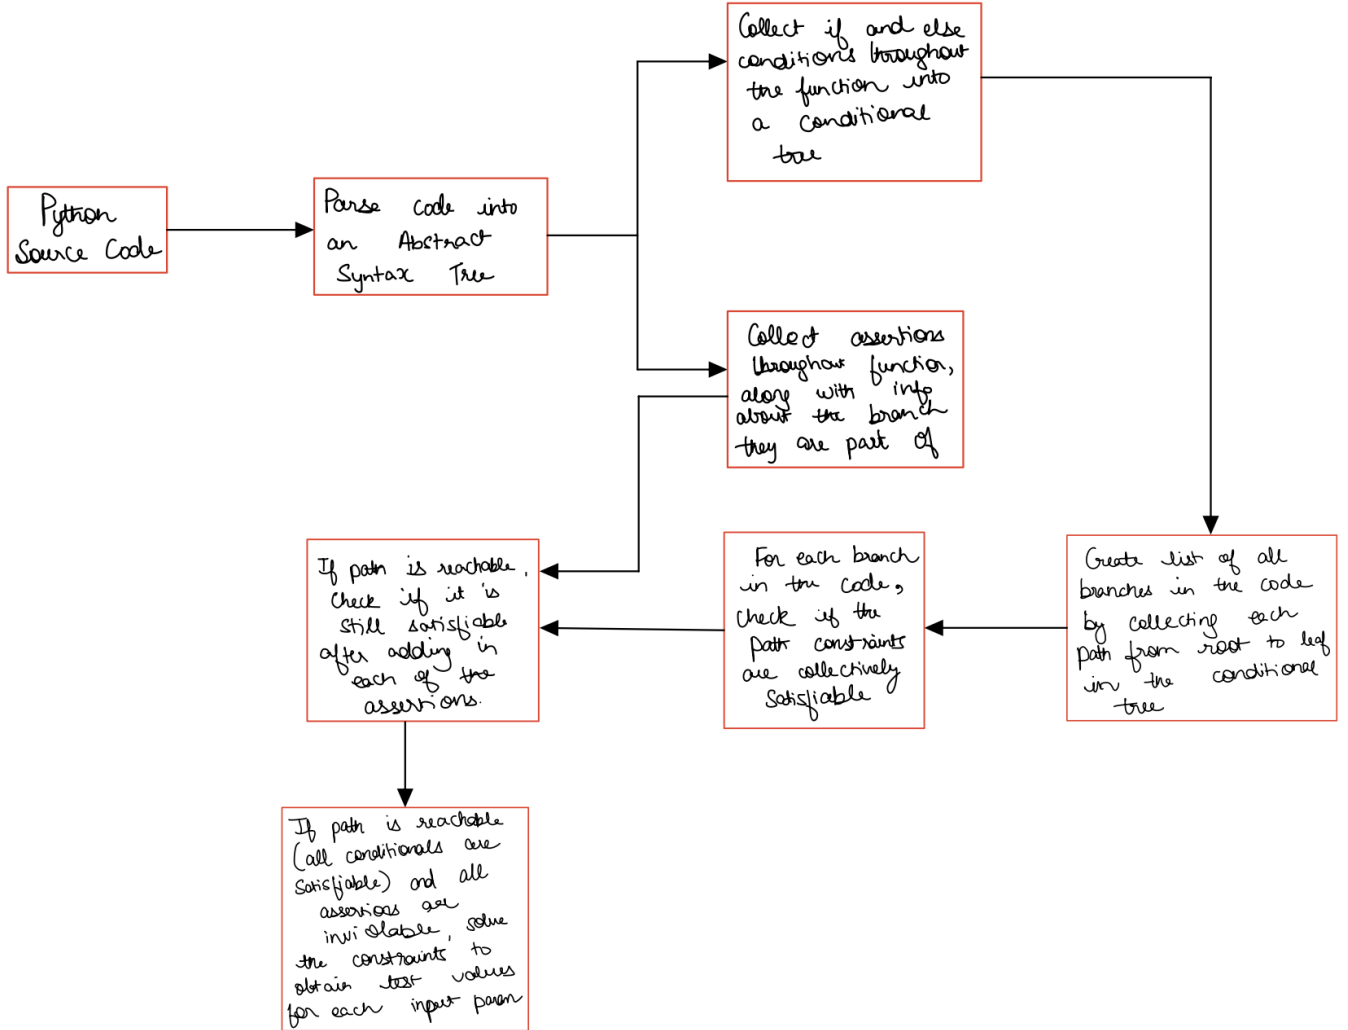 Python
Source Code
Parse code into
an Abstract
Syntax Tree
Collect if and else
conditions throughout
the function into
a conditional
tree
Collect assertions
throughout function,
along with info
about the branch
they are part of
Create list of all
branches in the code
by collecting each
path from root to leaf
in the conditional
tree
For each branch
in the code,
check if the
path constraints
are collectively
satisfiable
If path is reachable,
check if it is
still satisfiable
after adding in
each of the
assertions.
If path is reachable
(all conditionals are
satisfiable) and all
assertions are
inviolable, solve
the constraints to
obtain test values
for each input param